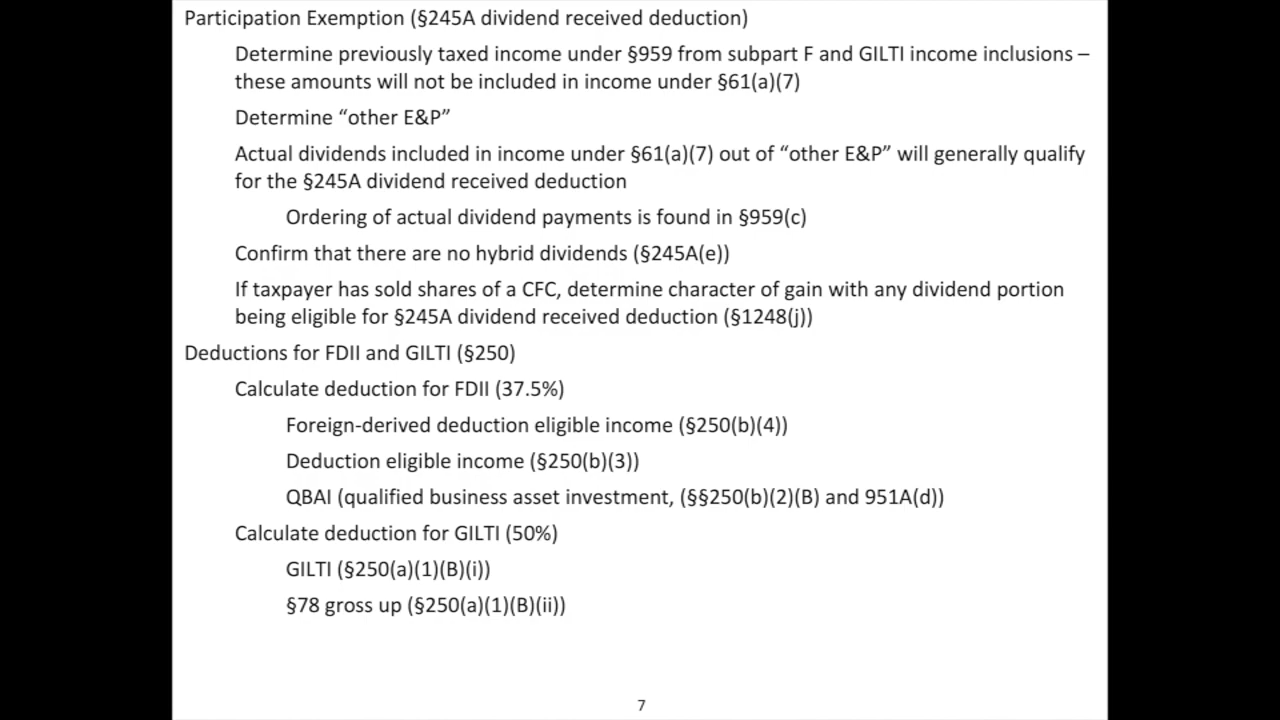 Participation Exemption (§245A dividend received deduction)
Determine previously taxed income under §959 from subpart F and GILTI income inclusions –
these amounts will not be included in income under §61(a)(7)
Determine “other E&P”
Actual dividends included in income under §61(a)(7) out of “other E&P” will generally qualify
for the §245A dividend received deduction
Ordering of actual dividend payments is found in §959(c)
Confirm that there are no hybrid dividends (§245A(e))
If taxpayer has sold shares of a CFC, determine character of gain with any dividend portion
being eligible for §245A dividend received deduction (§1248(j))
Deductions for FDII and GILTI (§250)
Calculate deduction for FDII (37.5%)
Foreign-derived deduction eligible income (§250(b)(4))
Deduction eligible income (§250(b)(3))
QBAI (qualified business asset investment, (§§250(b)(2)(B) and 951A(d))
Calculate deduction for GILTI (50%)
GILTI (§250(a)(1)(B)(i))
§78 gross up (§250(a)(1)(B)(ii))
7